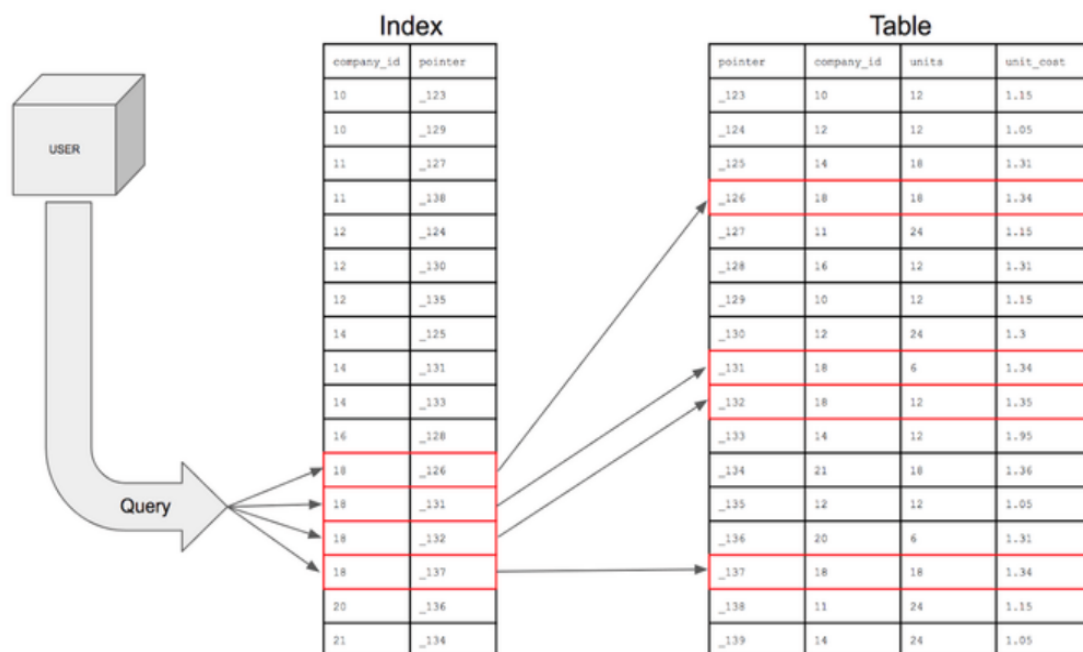 Index
Table
USER
Query
company_id pointer
10 _123
10 _129
11 _127
11 _138
12 _124
12 _130
12 _135
14 _125
14 _131
14 _133
16 _128
18 _126
18 _131
18 _132
18 _137
20 _136
21 _134
pointer company_id units unit_cost
_123 10 12 1.15
_124 12 12 1.05
_125 14 18 1.31
_126 18 18 1.34
_127 11 24 1.15
_128 16 12 1.31
_129 10 12 1.15
_130 12 24 1.3
_131 18 6 1.34
_132 18 12 1.35
_133 14 12 1.95
_134 21 18 1.36
_135 12 12 1.05
_136 20 6 1.31
_137 18 18 1.34
_138 11 24 1.15
_139 14 24 1.05